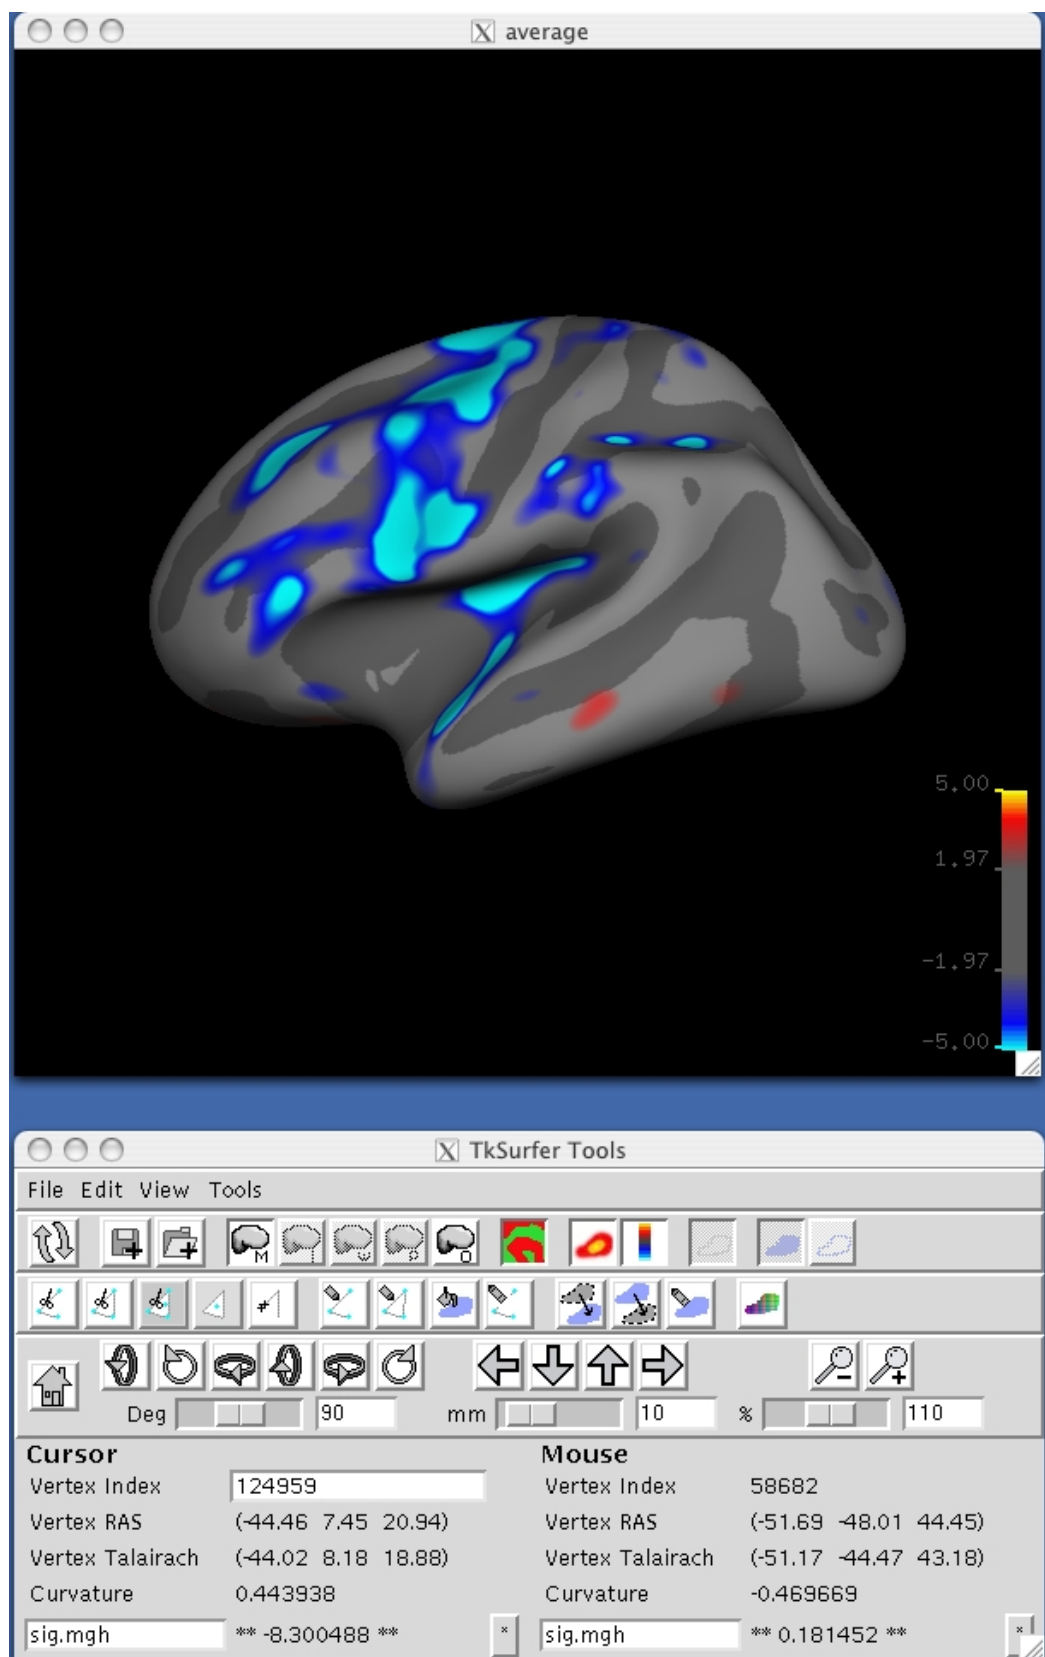 average
5.00
1.97
-1.97
-5.00
TkSurfer Tools
File Edit View Tools
Deg 90 mm 10 % 110
Cursor Mouse
Vertex Index 124959 Vertex Index 58682
Vertex RAS (-44.46 7.45 20.94) Vertex RAS (-51.69 -48.01 44.45)
Vertex Talairach (-44.02 8.18 18.88) Vertex Talairach (-51.17 -44.47 43.18)
Curvature 0.443938 Curvature -0.469669
sig.mgh ** -8.300488 ** * sig.mgh ** 0.181452 ** *